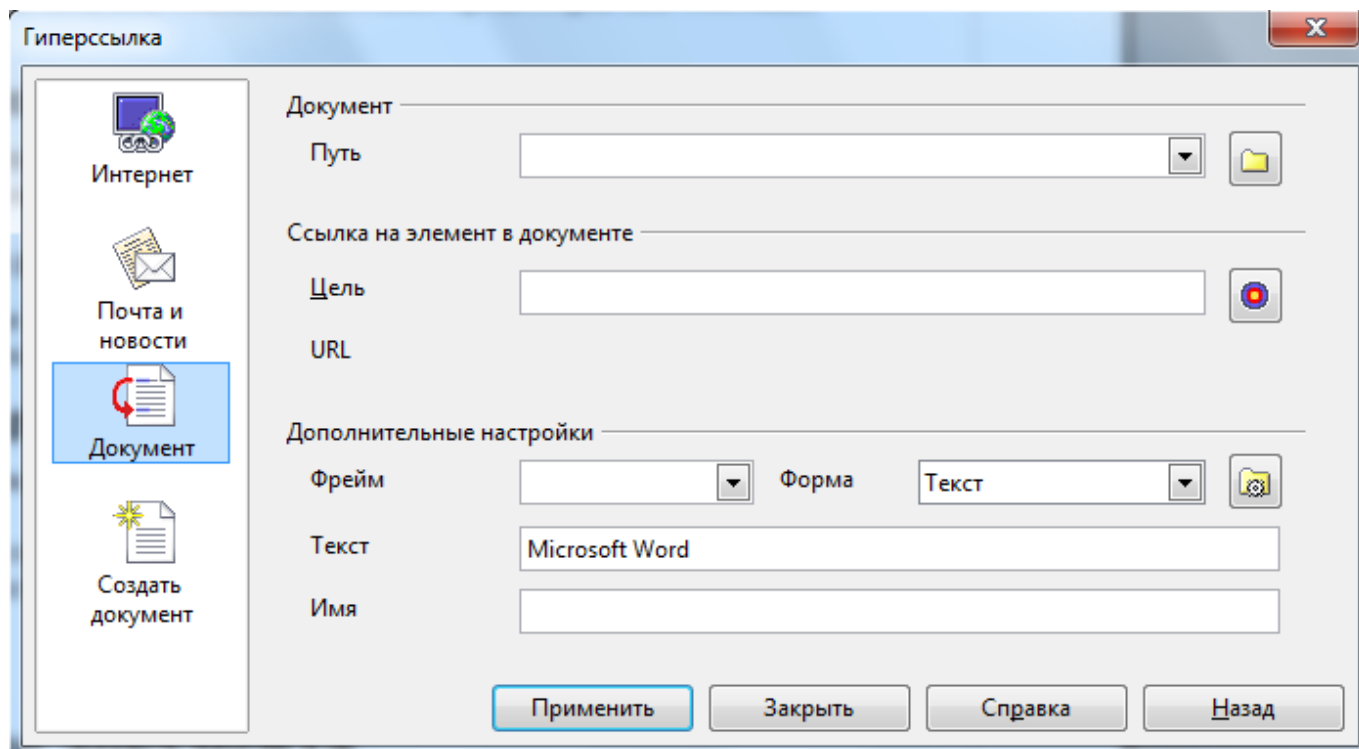 Гиперссылка
Интернет
Почта и
новости
Документ
Создать
документ
Документ
Путь
Ссылка на элемент в документе
Цель
URL
Дополнительные настройки
Фрейм Форма Текст
Текст Microsoft Word
Имя
Применить Закрыть Справка Назад